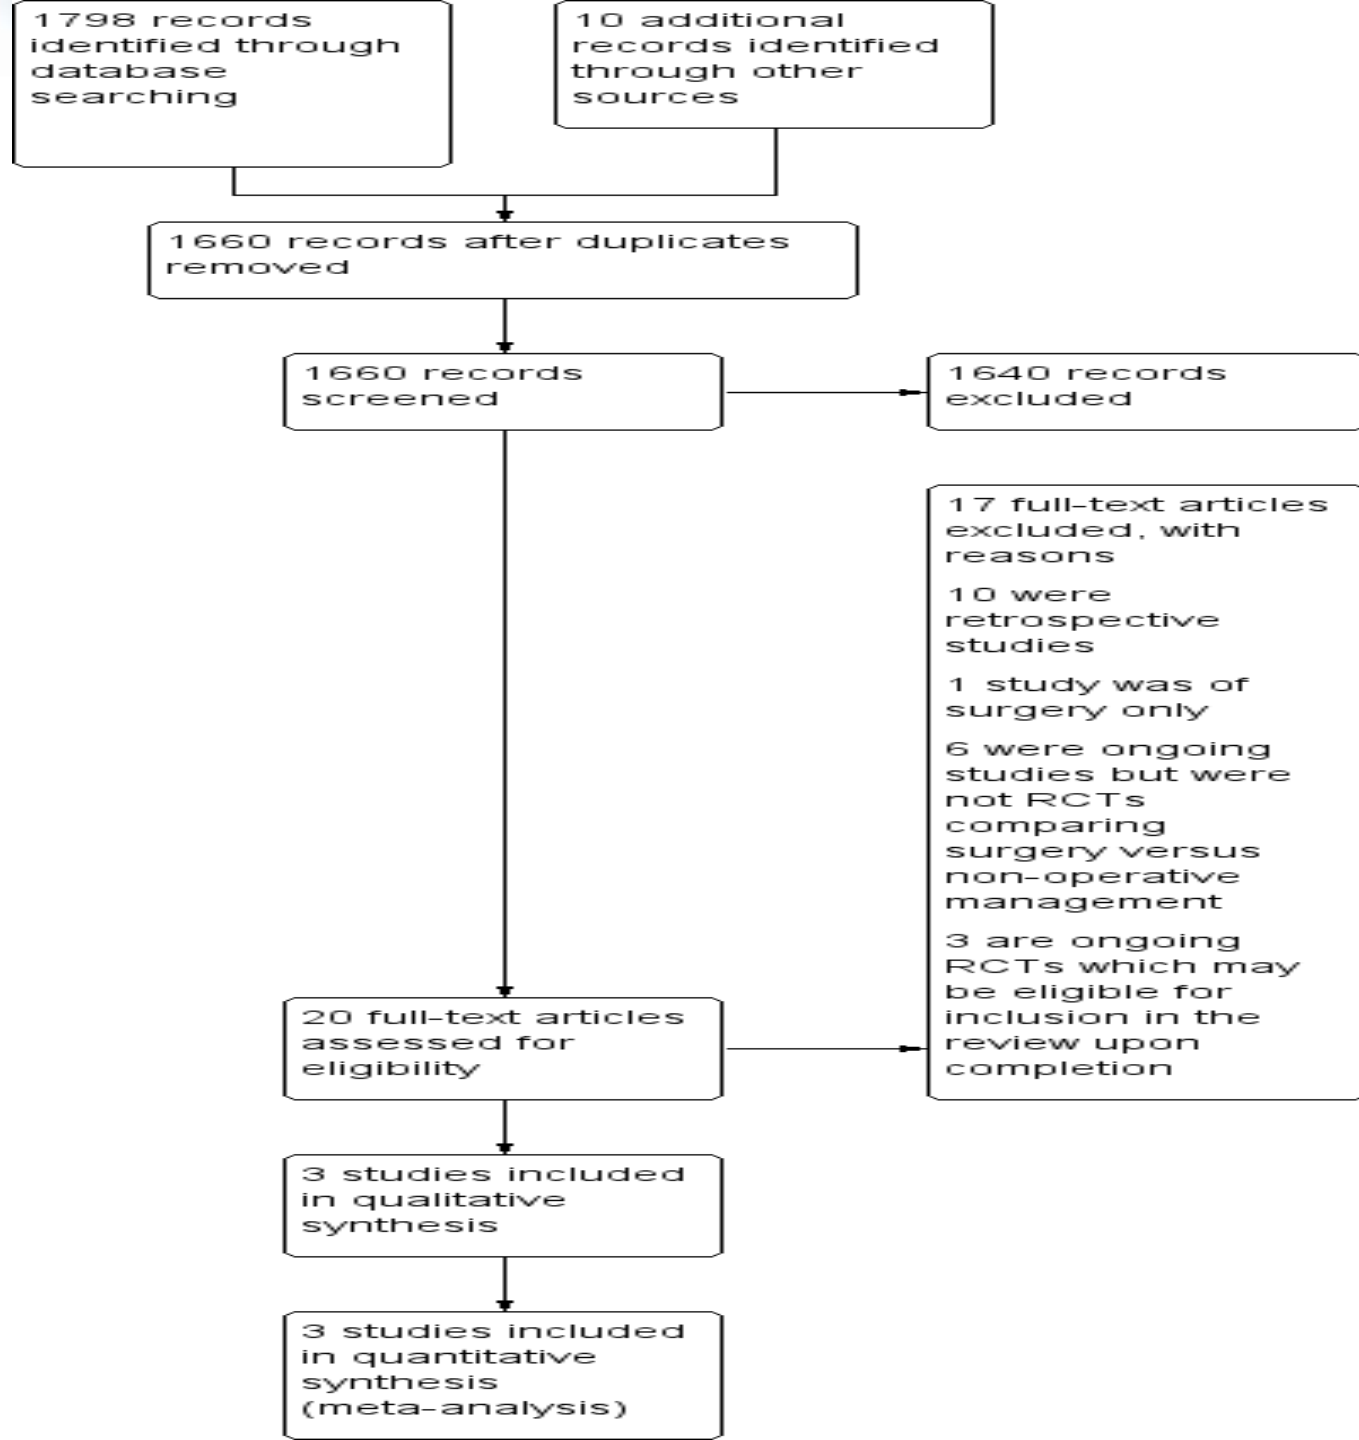 1798 records
identified through
database
searching
10 additional
records identified
through other
sources
1660 records after duplicates
removed
1660 records
screened
1640 records
excluded
17 full-text articles
excluded, with
reasons
10 were
retrospective
studies
1 study was of
surgery only
6 were ongoing
studies but were
not RCTs
comparing
surgery versus
non-operative
management
3 are ongoing
RCTs which may
be eligible for
inclusion in the
review upon
completion
20 full-text articles
assessed for
eligibility
3 studies included
in qualitative
synthesis
3 studies included
in quantitative
synthesis
(meta-analysis)